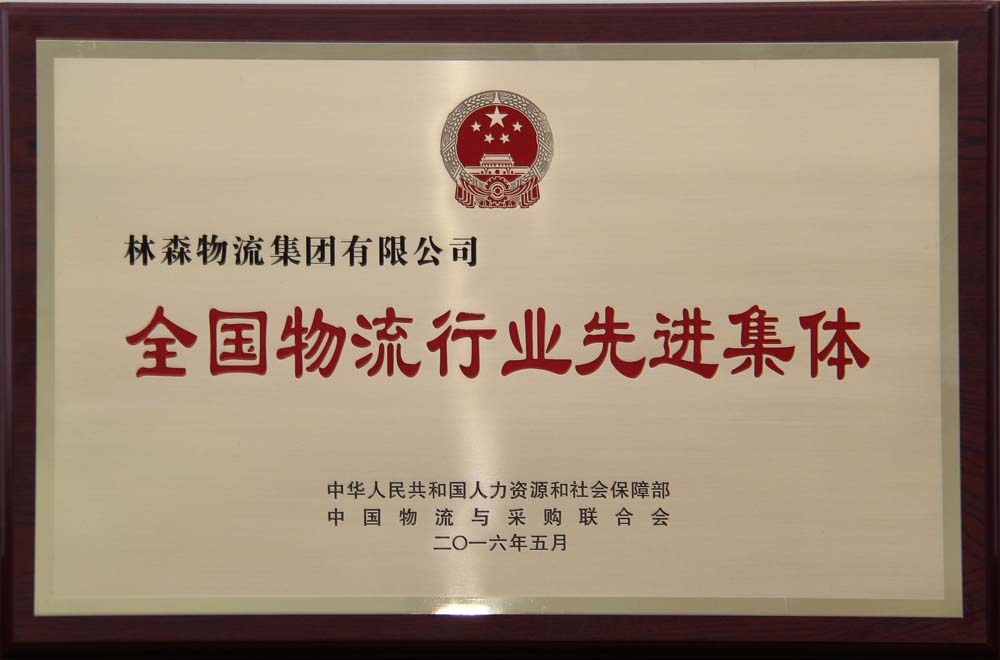 林森物流集团有限公司
全国物流行业先进集体
中华人民共和国人力资源和社会保障部
中国物流与采购联合会
二〇一六年五月